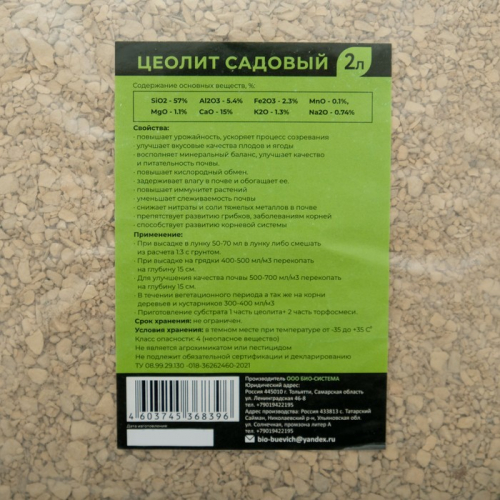 ЦЕОЛИТ САДОВЫЙ 2л
Содержание основных веществ, %:
SiO2 - 57% Al2O3 - 5.4% Fe2O3 - 2.3% MnO - 0.1%,
MgO - 1.1% CaO - 15% K2O - 1.3% Na2O - 0.74%
Свойства:
· повышает урожайность, ускоряет процесс созревание
· улучшает вкусовые качества плодов и ягоды
· восполняет минеральный баланс, улучшает качество
и питательность почвы.
· повышает кислородный обмен.
· задерживает влагу в почве и обогащает ее.
· повышает иммунитет растений
· уменьшает слеживаемость почвы
· снижает нитраты и соли тяжелых металлов в почве
· препятствует развитию грибков, заболеваниям корней
· способствует развитию корневой системы
Применение:
· При высадке в лунку 50-70 мл в лунку либо смешать
из расчета 1:3 с грунтом.
· При высадке на грядки 400-500 мл/м3 перекопать
на глубину 15 см.
· Для улучшения качества почвы 500-700 мл/м3 перекопать
на глубину 15 см.
· В течении вегетационного периода а так же на корни
деревьев и кустарников 300-400 мл/м3
· Приготовление субстрата 1 часть цеолита+ 2 часть торфосмеси.
Срок хранения: не ограничен.
Условия хранения: в темном месте при температуре от -35 до +35 С°
Класс опасности: 4 (неопасное вещество)
Не является агрохимикатом или пестицидом
Не подлежит обязательной сертификации и декларированию
ТУ 08.99.29.130 -018-36262460-2021
Производитель ООО БИО-СИСТЕМА
Юридический адрес:
Россия 445010 г. Тольятти, Самарская область
ул. Ленинградская 46-8
тел: +79019422195
Адрес производства: Россия 433813 с. Татарский
Сайман, Николаевский р-н, Ульяновская обл.
ул. Солнечная, промзона литер А
тел: +79019422195
bio-buevich@yandex.ru
4603745368396
Дата изготовления: